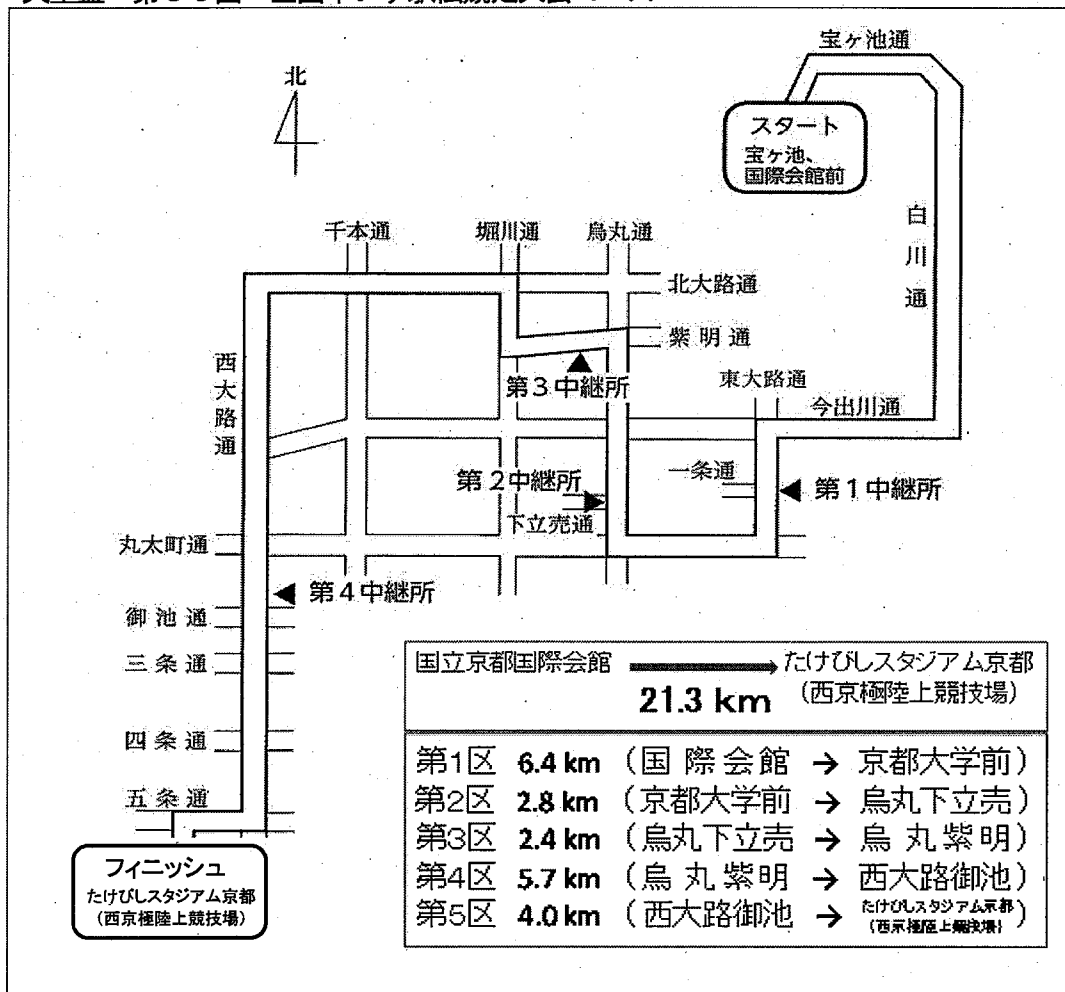 宝ヶ池通
北
スタート
宝ヶ池、
国際会館前
白川通
千本通
堀川通
烏丸通
北大路通
紫明通
西大路通
第3中継所
東大路通
今出川通
一条通
第2中継所
第1中継所
下立売通
丸太町通
第4中継所
御池通
三条通
四条通
五条通
フィニッシュ
たけびしスタジアム京都
(西京極陸上競技場)
国立京都国際会館 → たけびしスタジアム京都
21.3 km (西京極陸上競技場)
第1区 6.4 km (国際会館 → 京都大学前)
第2区 2.8 km (京都大学前 → 烏丸下立売)
第3区 2.4 km (烏丸下立売 → 烏丸紫明)
第4区 5.7 km (烏丸紫明 → 西大路御池)
第5区 4.0 km (西大路御池 → たけびしスタジアム京都
(西京極陸上競技場))